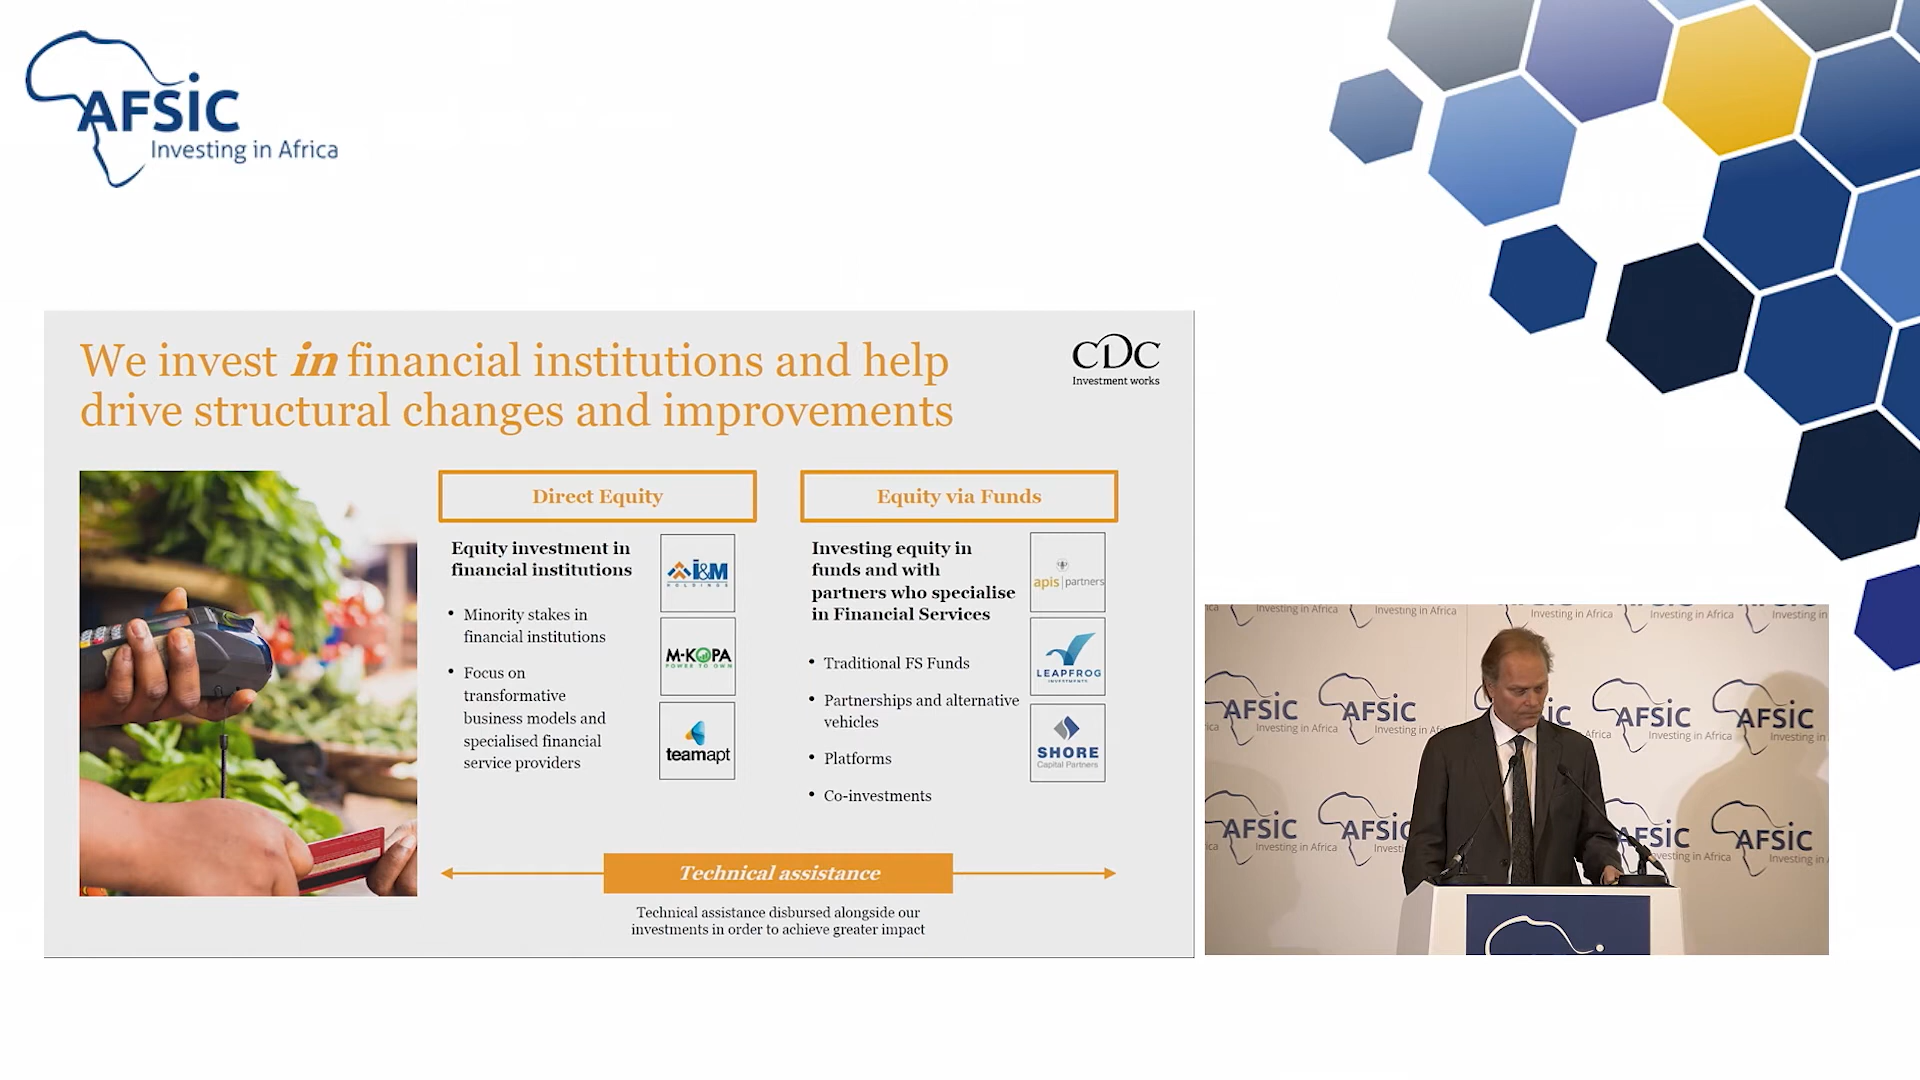 AFSIC
Investing in Africa
We invest in financial institutions and help
drive structural changes and improvements
CDC
Investment works
Direct Equity
Equity investment in
financial institutions
• Minority stakes in
financial institutions
• Focus on
transformative
business models and
specialised financial
service providers
I&M
HOLDINGS
M-KOPA
POWER TO OWN
teamapt
Equity via Funds
Investing equity in
funds and with
partners who specialise
in Financial Services
• Traditional FS Funds
• Partnerships and alternative
vehicles
• Platforms
• Co-investments
apis | partners
LEAPFROG
INVESTMENTS
SHORE
Capital Partners
Technical assistance
Technical assistance disbursed alongside our
investments in order to achieve greater impact
Investing in Africa
Investing in Africa
Investing in Africa
Investing in Africa
Investing in
AFSIC
Investing in Africa
AFSIC
Investing in Africa
AFSIC
Investing in Africa
AFSIC
Investing in
AFSIC
Investing in Africa
AFSIC
AFSIC
Investing in Africa
AFSIC
Investing in